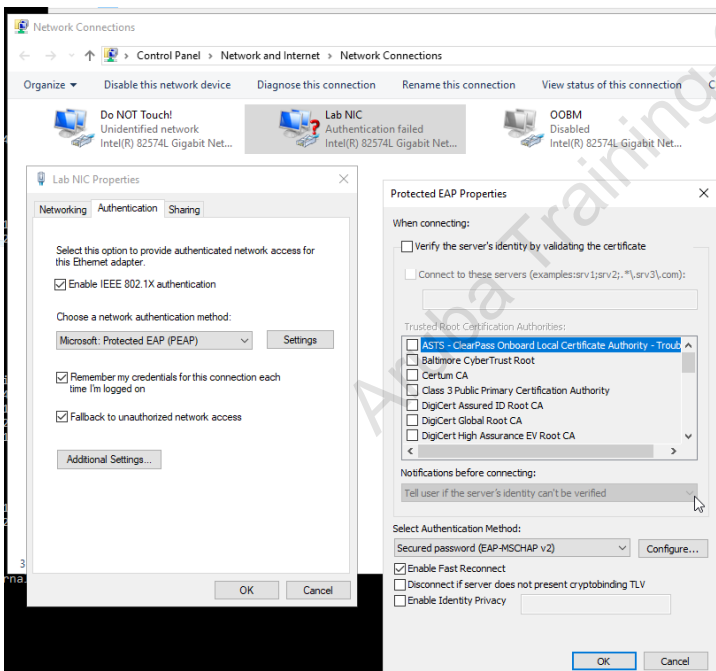 Network Connections
Control Panel › Network and Internet › Network Connections
Organize Disable this network device Diagnose this connection Rename this connection View status of this connection C
Do NOT Touch!
Unidentified network
Intel(R) 82574L Gigabit Net...
Lab NIC
Authentication failed
Intel(R) 82574L Gigabit Net...
OOBM
Disabled
Intel(R) 82574L Gigabit Net...
Lab NIC Properties
Networking Authentication Sharing
Select this option to provide authenticated network access for
this Ethernet adapter.
Enable IEEE 802.1X authentication
Choose a network authentication method:
Microsoft: Protected EAP (PEAP) Settings
Remember my credentials for this connection each
time I'm logged on
Fallback to unauthorized network access
Additional Settings...
OK Cancel
Protected EAP Properties
When connecting:
Verify the server's identity by validating the certificate
Connect to these servers (examples:srv1;srv2;.*\.srv3\.com):
Trusted Root Certification Authorities:
ASTS - ClearPass Onboard Local Certificate Authority - Troub
Baltimore CyberTrust Root
Certum CA
Class 3 Public Primary Certification Authority
DigiCert Assured ID Root CA
DigiCert Global Root CA
DigiCert High Assurance EV Root CA
Notifications before connecting:
Tell user if the server's identity can't be verified
Select Authentication Method:
Secured password (EAP-MSCHAP v2) Configure...
Enable Fast Reconnect
Disconnect if server does not present cryptobinding TLV
Enable Identity Privacy
OK Cancel
Aruba Training